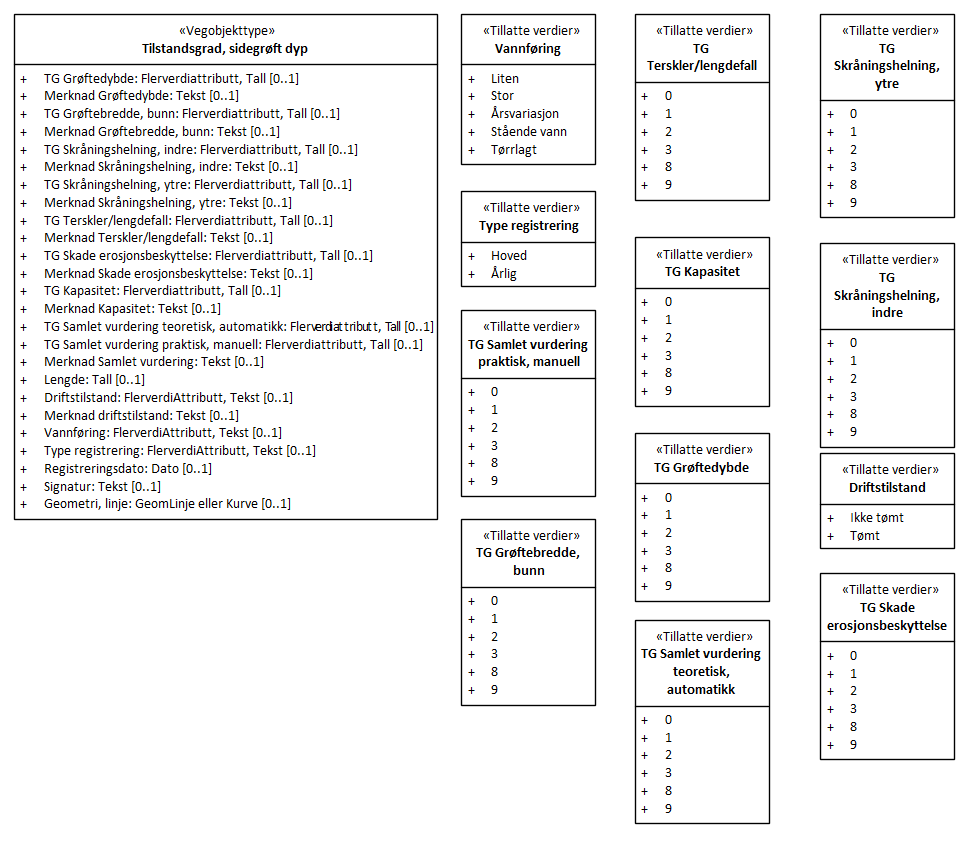 «Vegobjekttype»
Tilstandsgrad, sidegrøft dyp
+ TG Grøftedybde: Flerverdiattributt, Tall [0..1]
+ Merknad Grøftedybde: Tekst [0..1]
+ TG Grøftebredde, bunn: Flerverdiattributt, Tall [0..1]
+ Merknad Grøftebredde, bunn: Tekst [0..1]
+ TG Skråningshelning, indre: Flerverdiattributt, Tall [0..1]
+ Merknad Skråningshelning, indre: Tekst [0..1]
+ TG Skråningshelning, ytre: Flerverdiattributt, Tall [0..1]
+ Merknad Skråningshelning, ytre: Tekst [0..1]
+ TG Terskler/lengdefall: Flerverdiattributt, Tall [0..1]
+ Merknad Terskler/lengdefall: Tekst [0..1]
+ TG Skade erosjonsbeskyttelse: Flerverdiattributt, Tall [0..1]
+ Merknad Skade erosjonsbeskyttelse: Tekst [0..1]
+ TG Kapasitet: Flerverdiattributt, Tall [0..1]
+ Merknad Kapasitet: Tekst [0..1]
+ TG Samlet vurdering teoretisk, automatikk: Flerverdiattributt, Tall [0..1]
+ TG Samlet vurdering praktisk, manuell: Flerverdiattributt, Tall [0..1]
+ Merknad Samlet vurdering: Tekst [0..1]
+ Lengde: Tall [0..1]
+ Driftstilstand: FlerverdiAttributt, Tekst [0..1]
+ Merknad driftstilstand: Tekst [0..1]
+ Vannføring: FlerverdiAttributt, Tekst [0..1]
+ Type registrering: FlerverdiAttributt, Tekst [0..1]
+ Registreringsdato: Dato [0..1]
+ Signatur: Tekst [0..1]
+ Geometri, linje: GeomLinje eller Kurve [0..1]
«Tillatte verdier»
Vannføring
+ Liten
+ Stor
+ Årsvariasjon
+ Stående vann
+ Tørrlagt
«Tillatte verdier»
Type registrering
+ Hoved
+ Årlig
«Tillatte verdier»
TG Samlet vurdering
praktisk, manuell
+ 0
+ 1
+ 2
+ 3
+ 8
+ 9
«Tillatte verdier»
TG Grøftebredde,
bunn
+ 0
+ 1
+ 2
+ 3
+ 8
+ 9
«Tillatte verdier»
TG
Terskler/lengdefall
+ 0
+ 1
+ 2
+ 3
+ 8
+ 9
«Tillatte verdier»
TG Kapasitet
+ 0
+ 1
+ 2
+ 3
+ 8
+ 9
«Tillatte verdier»
TG Grøftedybde
+ 0
+ 1
+ 2
+ 3
+ 8
+ 9
«Tillatte verdier»
TG Samlet vurdering
teoretisk,
automatikk
+ 0
+ 1
+ 2
+ 3
+ 8
+ 9
«Tillatte verdier»
TG
Skråningshelning,
ytre
+ 0
+ 1
+ 2
+ 3
+ 8
+ 9
«Tillatte verdier»
TG
Skråningshelning,
indre
+ 0
+ 1
+ 2
+ 3
+ 8
+ 9
«Tillatte verdier»
Driftstilstand
+ Ikke tømt
+ Tømt
«Tillatte verdier»
TG Skade
erosjonsbeskyttelse
+ 0
+ 1
+ 2
+ 3
+ 8
+ 9